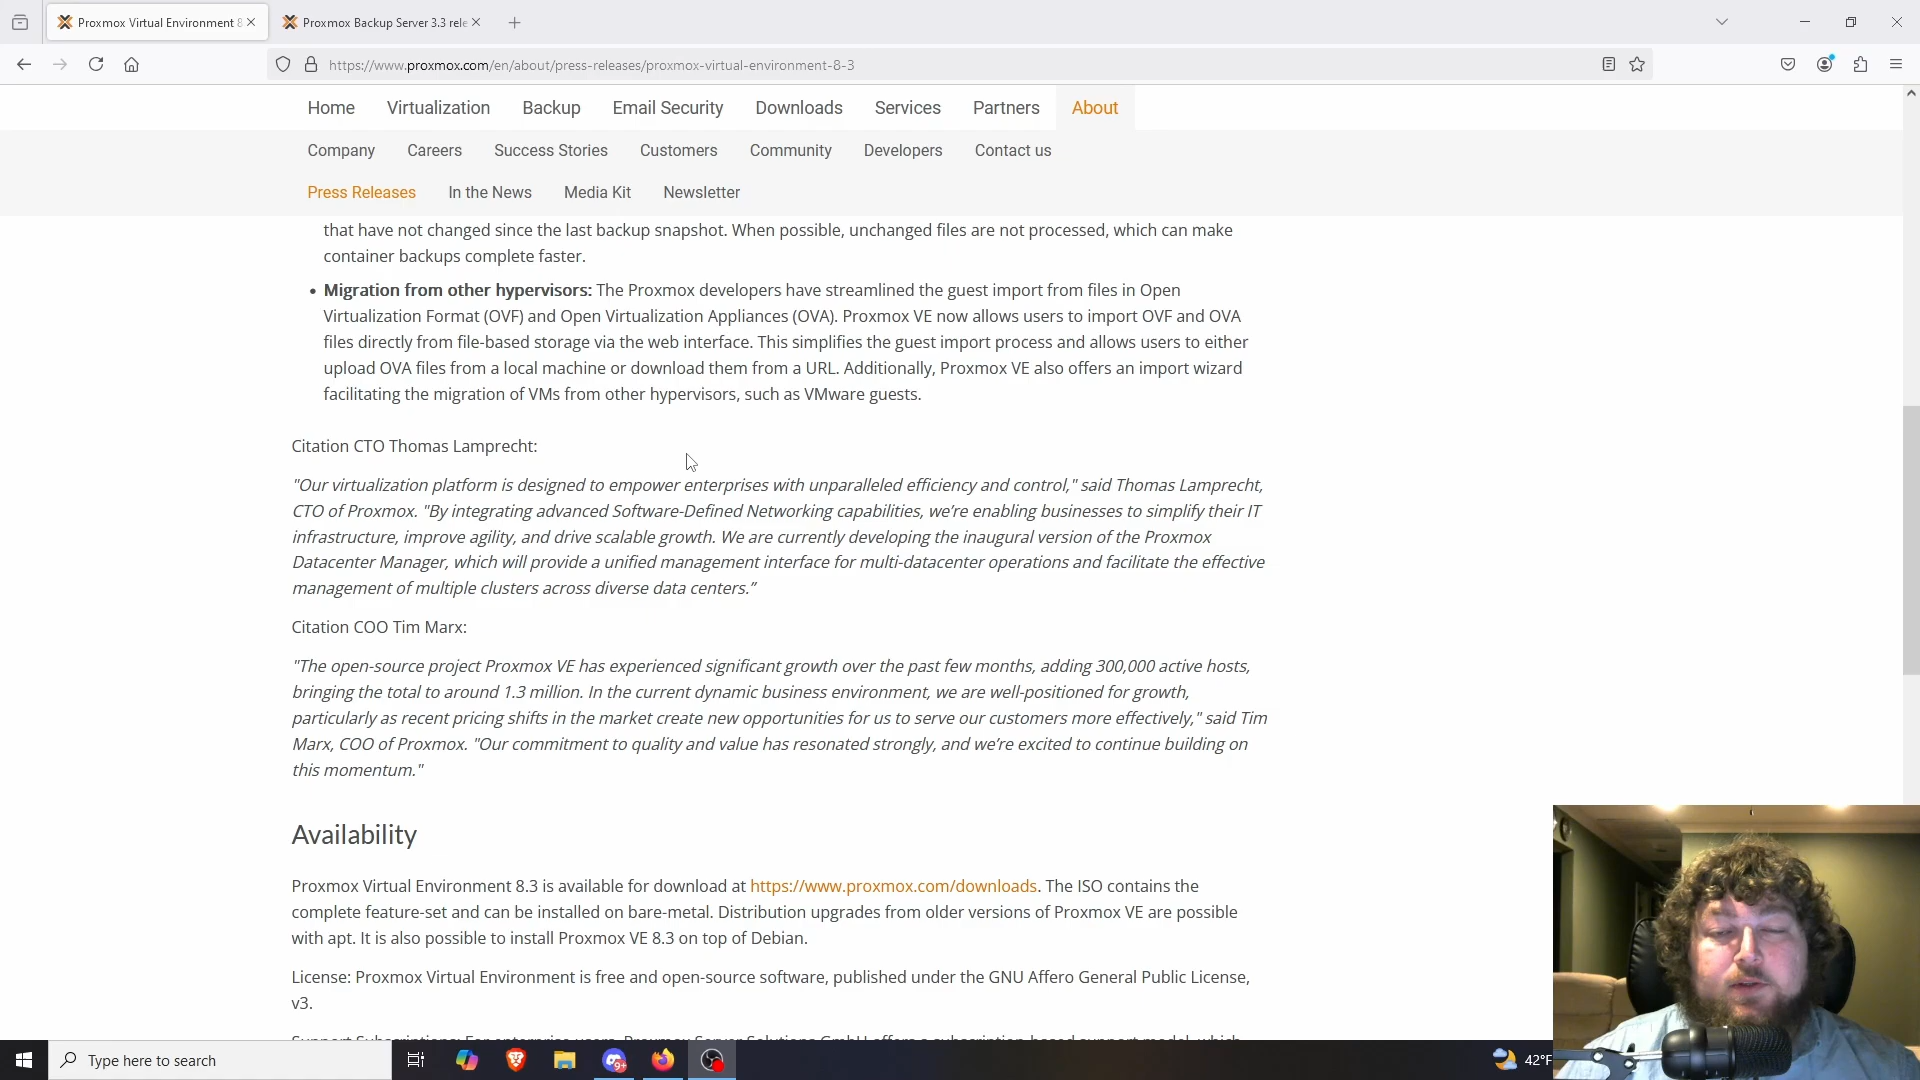 Proxmox Virtual Environment 8
Proxmox Backup Server 3.3 rele
https://www.proxmox.com/en/about/press-releases/proxmox-virtual-environment-8-3
Home Virtualization Backup Email Security Downloads Services Partners About
Company Careers Success Stories Customers Community Developers Contact us
Press Releases In the News Media Kit Newsletter
that have not changed since the last backup snapshot. When possible, unchanged files are not processed, which can make
container backups complete faster.
• Migration from other hypervisors: The Proxmox developers have streamlined the guest import from files in Open
Virtualization Format (OVF) and Open Virtualization Appliances (OVA). Proxmox VE now allows users to import OVF and OVA
files directly from file-based storage via the web interface. This simplifies the guest import process and allows users to either
upload OVA files from a local machine or download them from a URL. Additionally, Proxmox VE also offers an import wizard
facilitating the migration of VMs from other hypervisors, such as VMware guests.
Citation CTO Thomas Lamprecht:
"Our virtualization platform is designed to empower enterprises with unparalleled efficiency and control," said Thomas Lamprecht,
CTO of Proxmox. "By integrating advanced Software-Defined Networking capabilities, we’re enabling businesses to simplify their IT
infrastructure, improve agility, and drive scalable growth. We are currently developing the inaugural version of the Proxmox
Datacenter Manager, which will provide a unified management interface for multi-datacenter operations and facilitate the effective
management of multiple clusters across diverse data centers.”
Citation COO Tim Marx:
"The open-source project Proxmox VE has experienced significant growth over the past few months, adding 300,000 active hosts,
bringing the total to around 1.3 million. In the current dynamic business environment, we are well-positioned for growth,
particularly as recent pricing shifts in the market create new opportunities for us to serve our customers more effectively," said Tim
Marx, COO of Proxmox. "Our commitment to quality and value has resonated strongly, and we’re excited to continue building on
this momentum."
Availability
Proxmox Virtual Environment 8.3 is available for download at https://www.proxmox.com/downloads. The ISO contains the
complete feature-set and can be installed on bare-metal. Distribution upgrades from older versions of Proxmox VE are possible
with apt. It is also possible to install Proxmox VE 8.3 on top of Debian.
License: Proxmox Virtual Environment is free and open-source software, published under the GNU Affero General Public License,
v3.
Support Subscriptions: For enterprise users, Proxmox Server Solutions GmbH offers a subscription-based support model, which
Type here to search
9+
42°F